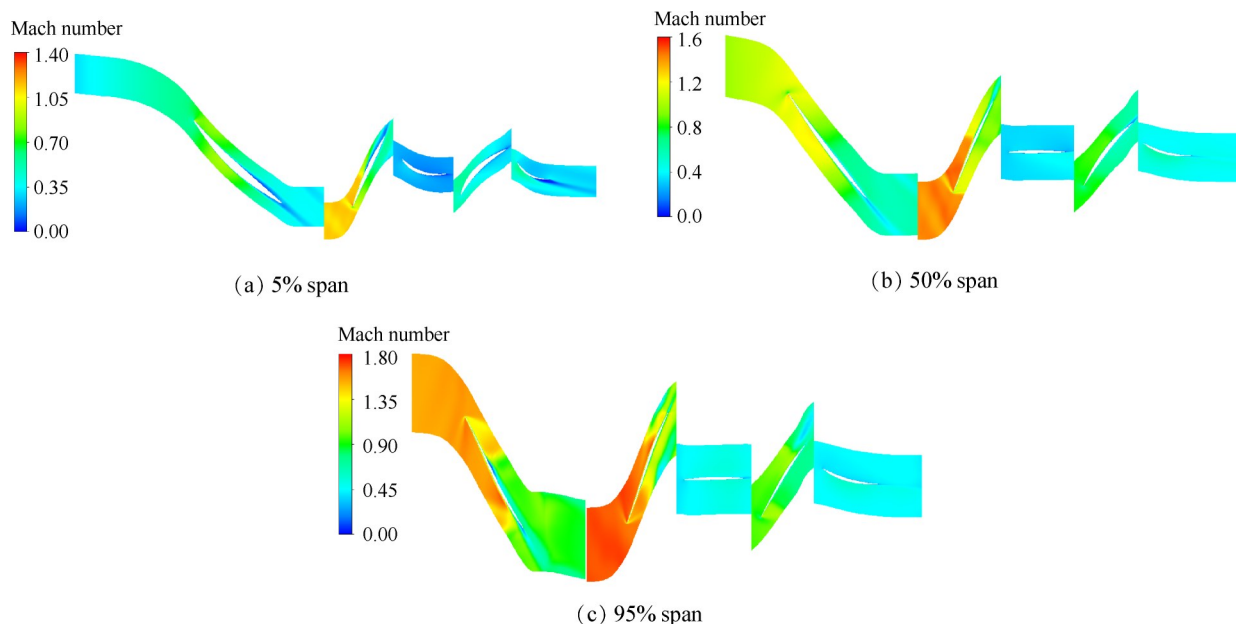 Mach number
1.40
1.05
0.70
0.35
0.00
(a) 5% span
Mach number
1.6
1.2
0.8
0.4
0.0
(b) 50% span
Mach number
1.80
1.35
0.90
0.45
0.00
(c) 95% span